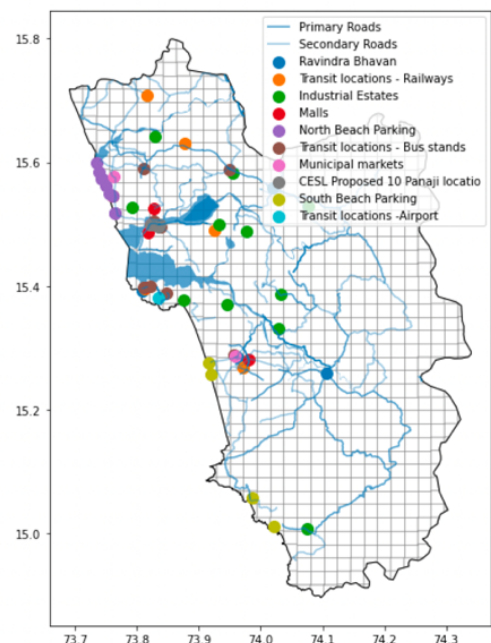 15.8
15.6
15.4
15.2
15.0
73.7 73.8 73.9 74.0 74.1 74.2 74.3
Primary Roads
Secondary Roads
Ravindra Bhavan
Transit locations - Railways
Industrial Estates
Malls
North Beach Parking
Transit locations - Bus stands
Municipal markets
CESL Proposed 10 Panaji locatio
South Beach Parking
Transit locations -Airport